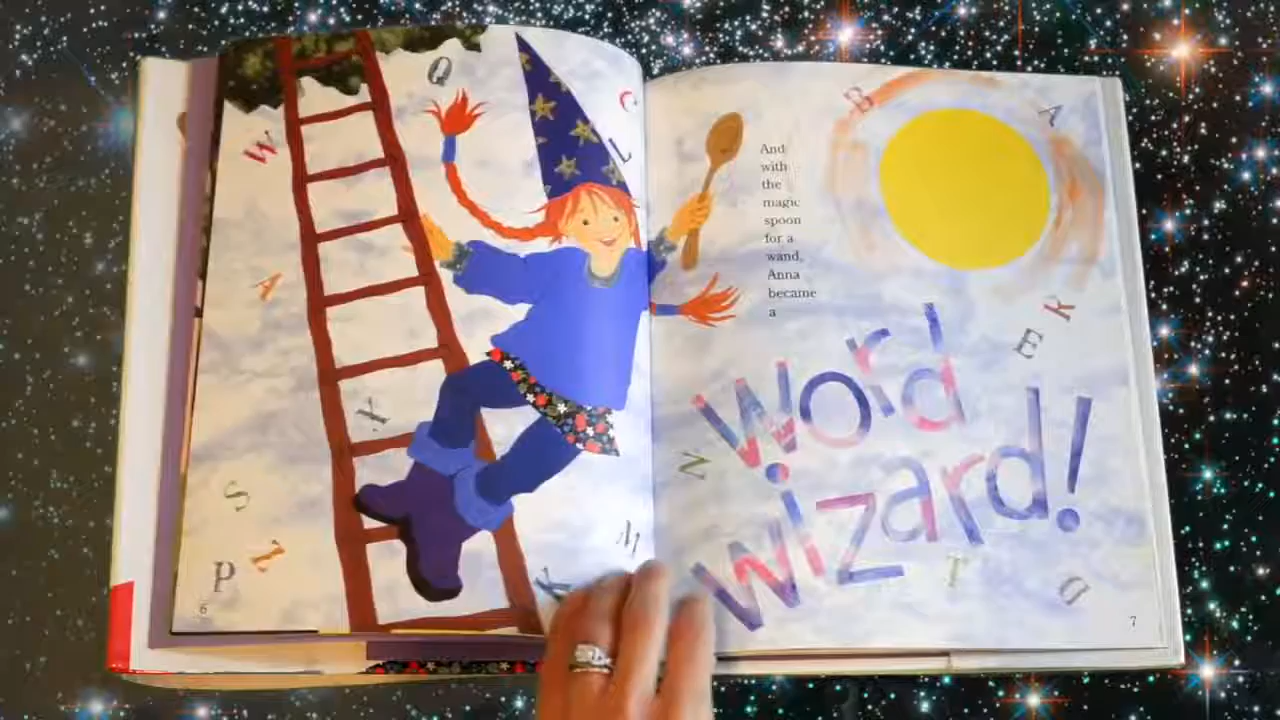 Q
C
W
L
A
X
S
Z
P
M
K
6
And
with
the
magic
spoon
for a
wand,
Anna
became
a
B
A
R
E
word
wizard!
N
T
D
7